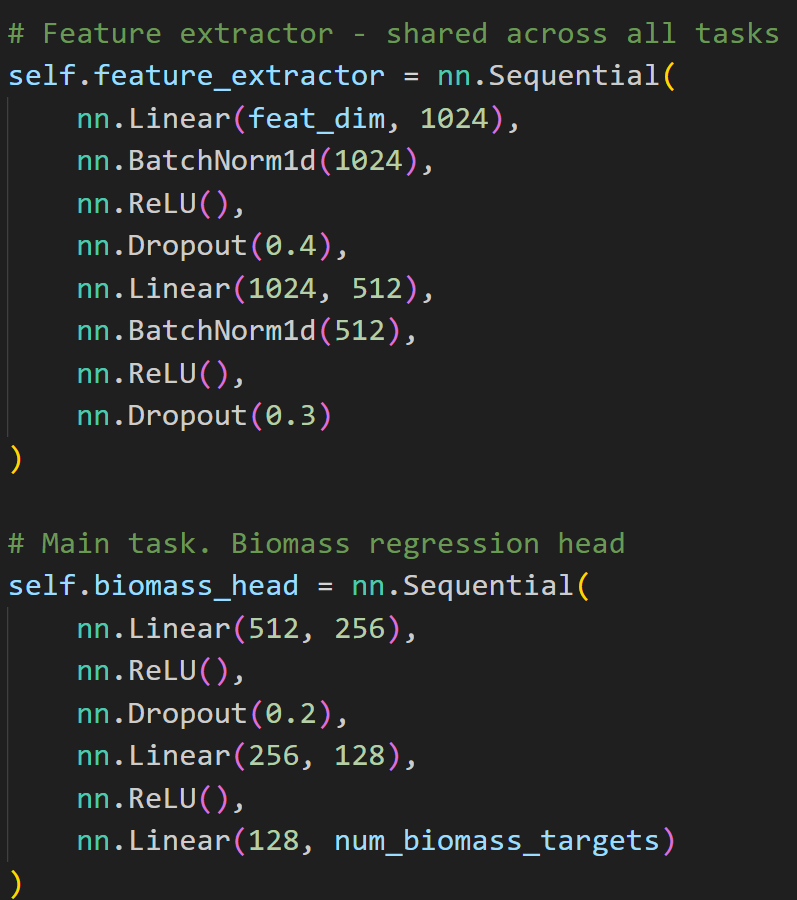 # Feature extractor - shared across all tasks
self.feature_extractor = nn.Sequential(
    nn.Linear(feat_dim, 1024),
    nn.BatchNorm1d(1024),
    nn.ReLU(),
    nn.Dropout(0.4),
    nn.Linear(1024, 512),
    nn.BatchNorm1d(512),
    nn.ReLU(),
    nn.Dropout(0.3)
)

# Main task. Biomass regression head
self.biomass_head = nn.Sequential(
    nn.Linear(512, 256),
    nn.ReLU(),
    nn.Dropout(0.2),
    nn.Linear(256, 128),
    nn.ReLU(),
    nn.Linear(128, num_biomass_targets)
)